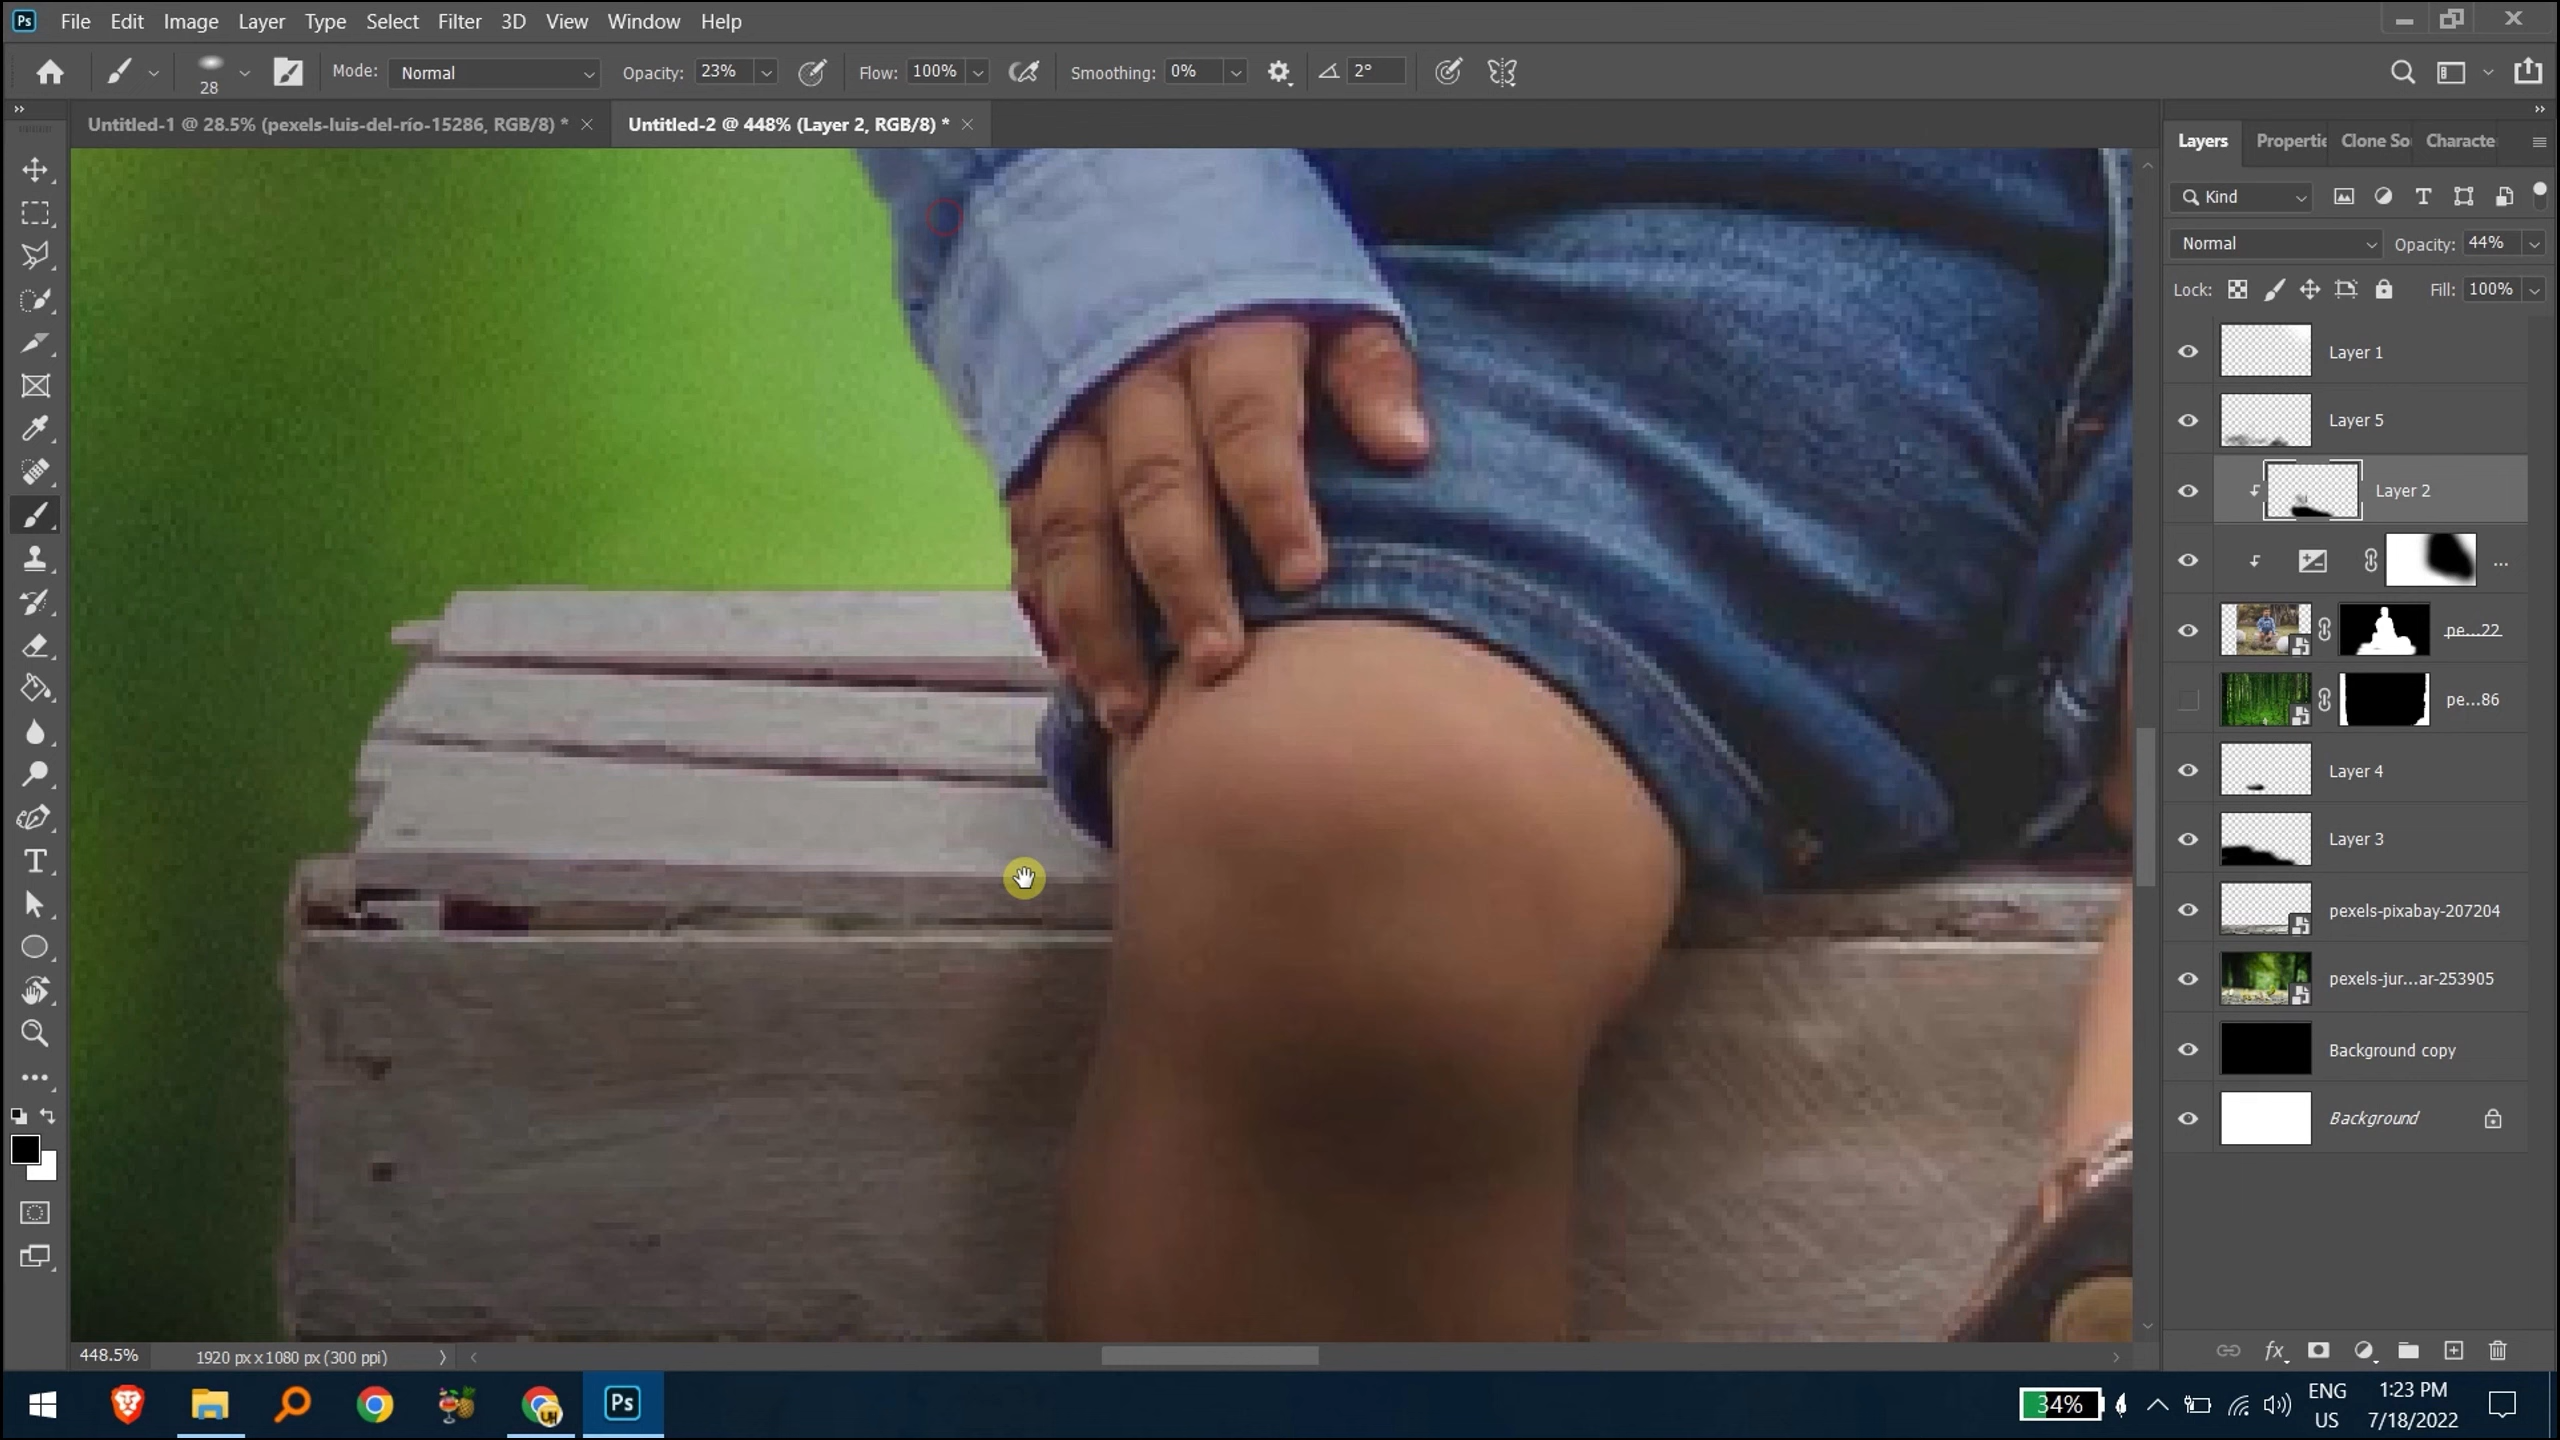 Ps File Edit Image Layer Select Type Filter 3D View Window Help
28 Mode: Normal Opacity: 23% Flow: 100% Smoothing: 0% 2°
Untitled-1 @ 28.5% (pexels-luis-del-río-15286, RGB/8) * Untitled-2 @ 448% (Layer 2, RGB/8) *
Layers Properti Clone So Characte
Kind
Normal Opacity: 44%
Lock: Fill: 100%
Layer 1
Layer 5
Layer 2
...
pe...22
pe...86
Layer 4
Layer 3
pexels-pixabay-207204
pexels-jur...ar-253905
Background copy
Background
448.5% 1920 px x 1080 px (300 ppi)
fx
Ps 34% ENG US 1:23 PM 7/18/2022